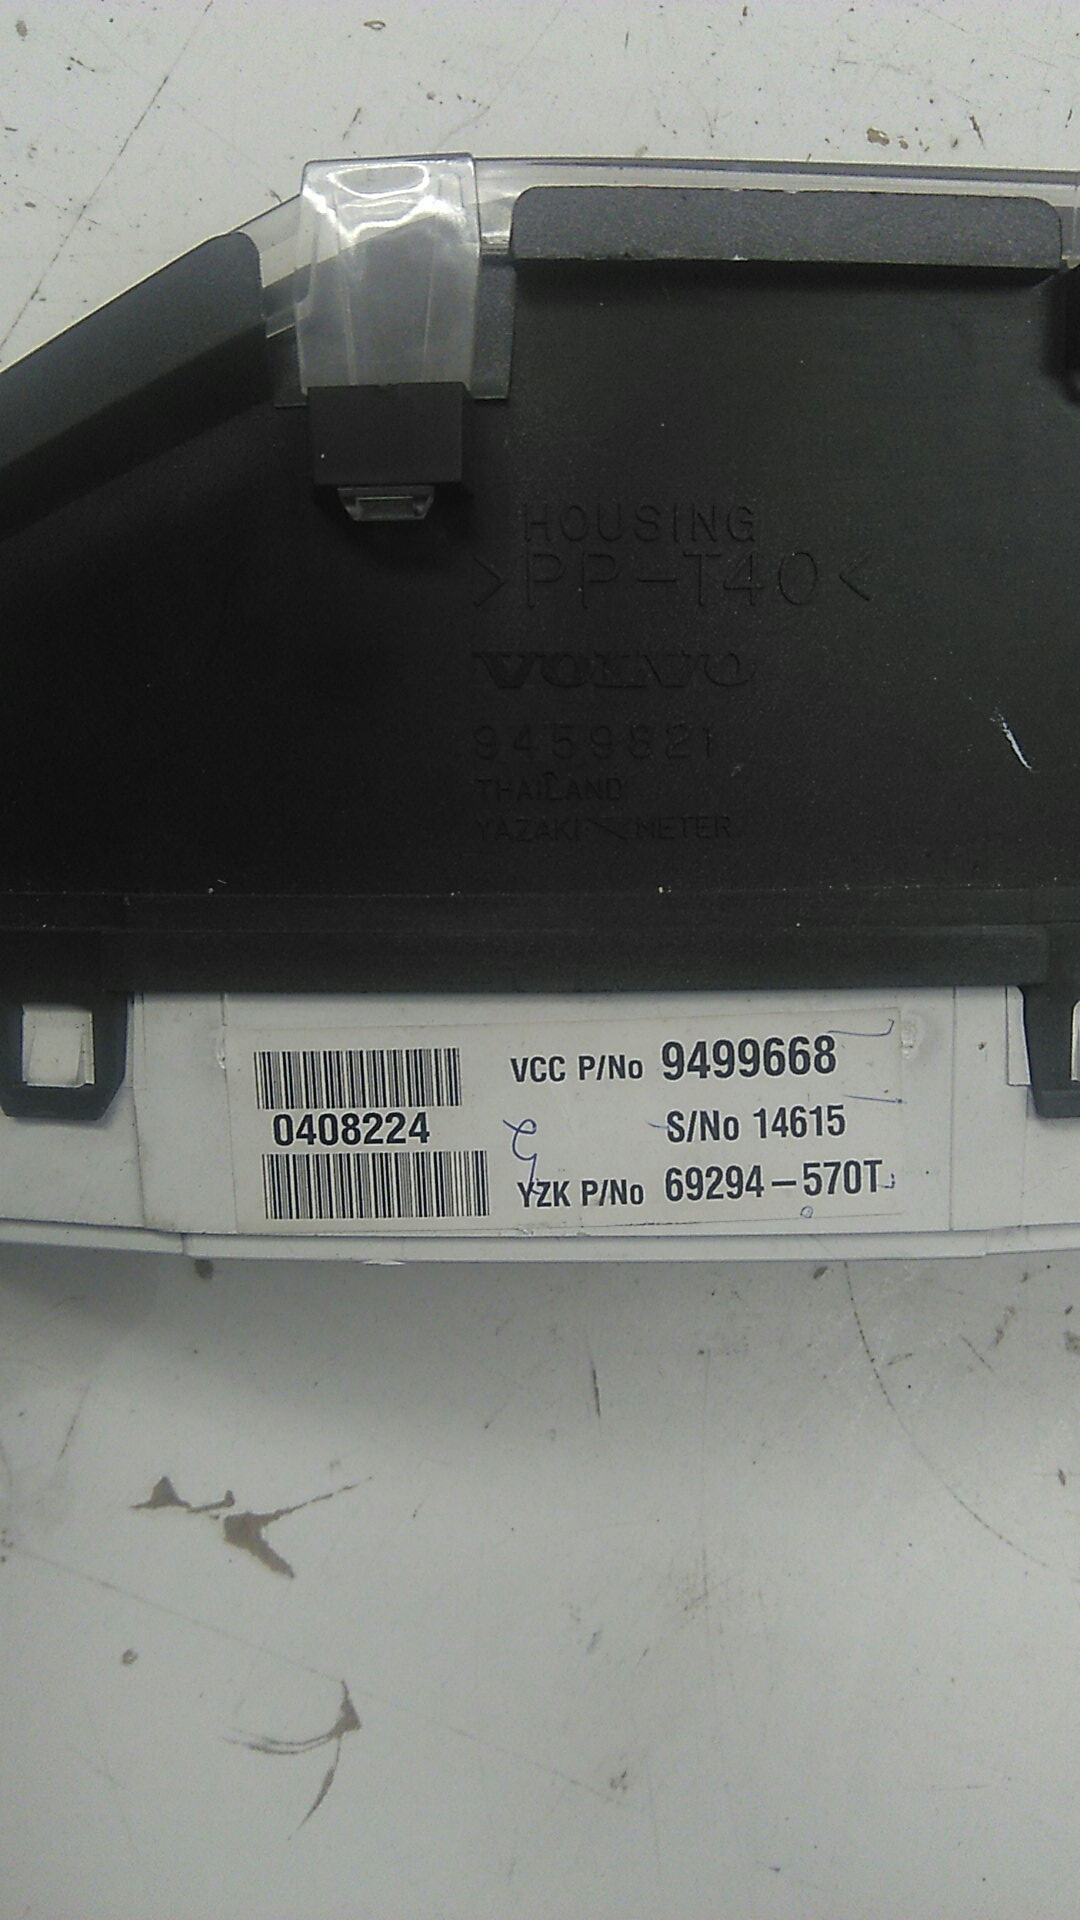 HOUSING
>PP-T40<
VOLVO
9459821
THAILAND
YAZAKI METER
VCC P/No 9499668
0408224
S/No 14615
YZK P/No 69294-570T